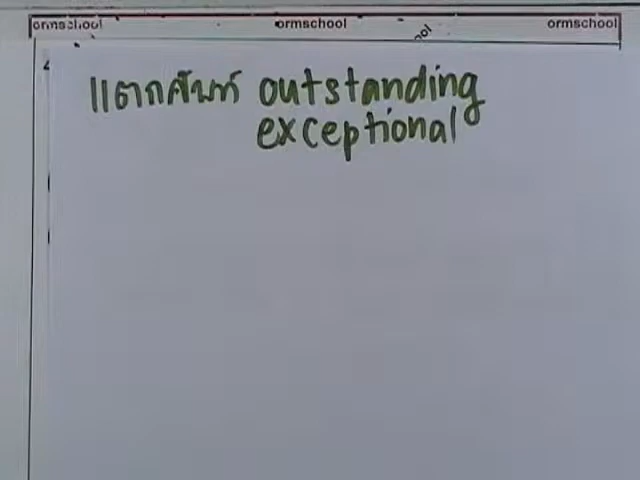 ormschool ormschool ormschool
แตกศัพท์ outstanding
exceptional